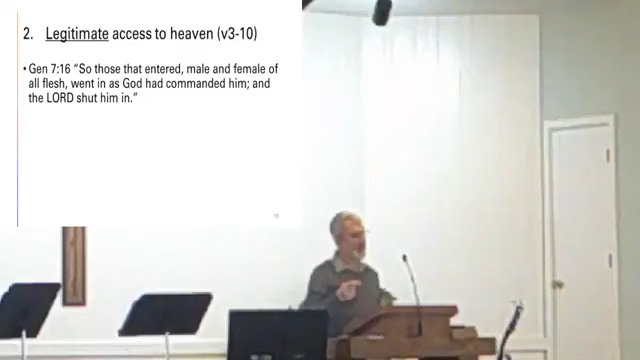 2. Legitimate access to heaven (v3-10)
• Gen 7:16 “So those that entered, male and female of
all flesh, went in as God had commanded him; and
the LORD shut him in.”
11